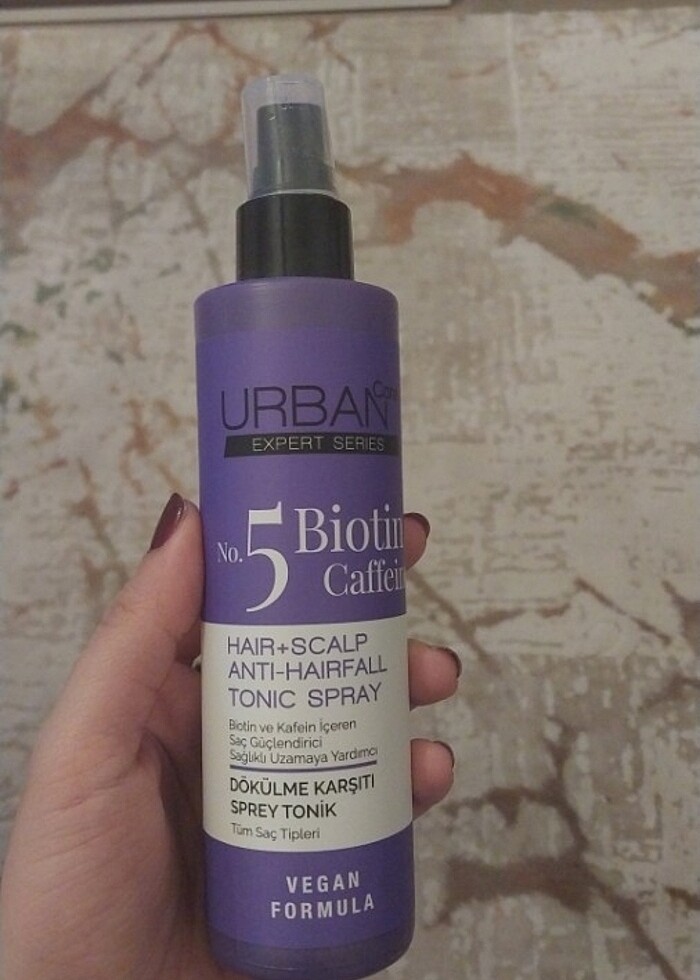 URBAN
EXPERT SERIES
No.5 Biotin
HAIR+SCALP
ANTI-HAIRFALL
TONIC SPRAY
Biotin ve Kafein İçeren
Saç Güçlendirici
Sağlıklı Uzamaya Yardımcı
DÖKÜLME KARŞITI
SPREY TONİK
Tüm Saç Tipleri
VEGAN
FORMULA